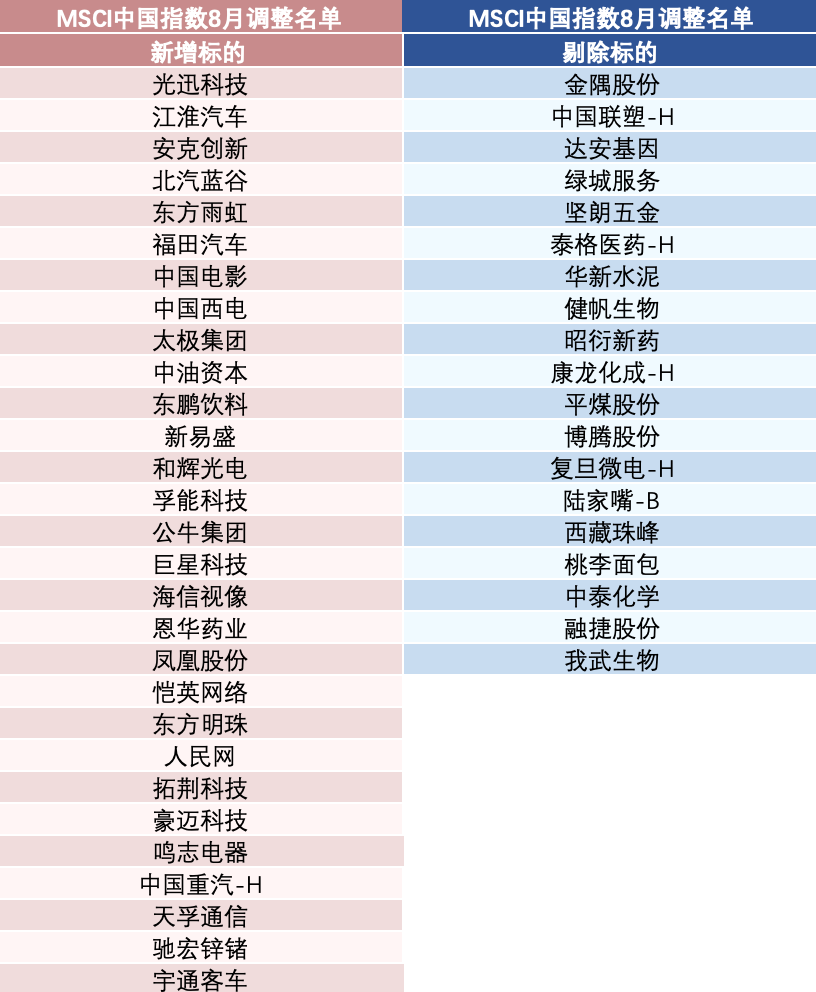 MSCI中国指数8月调整名单 MSCI中国指数8月调整名单
新增标的 剔除标的
光迅科技 金隅股份
江淮汽车 中国联塑-H
安克创新 达安基因
北汽蓝谷 绿城服务
东方雨虹 坚朗五金
福田汽车 泰格医药-H
中国电影 华新水泥
中国西电 健帆生物
太极集团 昭衍新药
中油资本 康龙化成-H
东鹏饮料 平煤股份
新易盛 博腾股份
和辉光电 复旦微电-H
孚能科技 陆家嘴-B
公牛集团 西藏珠峰
巨星科技 桃李面包
海信视像 中泰化学
恩华药业 融捷股份
凤凰股份 我武生物
恺英网络
东方明珠
人民网
拓荆科技
豪迈科技
鸣志电器
中国重汽-H
天孚通信
驰宏锌锗
宇通客车